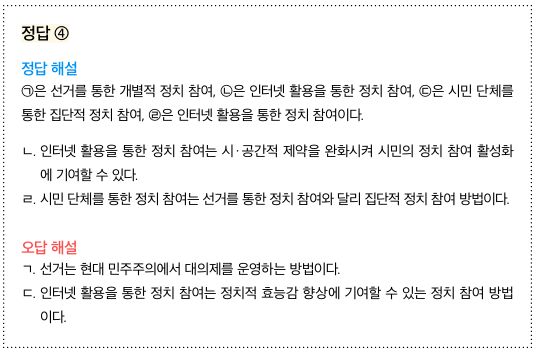 정답 ④
정답 해설
㉠은 선거를 통한 개별적 정치 참여, ㉡은 인터넷 활용을 통한 정치 참여, ㉢은 시민 단체를
통한 집단적 정치 참여, ㉣은 인터넷 활용을 통한 정치 참여이다.
ㄴ. 인터넷 활용을 통한 정치 참여는 시·공간적 제약을 완화시켜 시민의 정치 참여 활성화
에 기여할 수 있다.
ㄹ. 시민 단체를 통한 정치 참여는 선거를 통한 정치 참여와 달리 집단적 정치 참여 방법이다.
오답 해설
ㄱ. 선거는 현대 민주주의에서 대의제를 운영하는 방법이다.
ㄷ. 인터넷 활용을 통한 정치 참여는 정치적 효능감 향상에 기여할 수 있는 정치 참여 방법
이다.